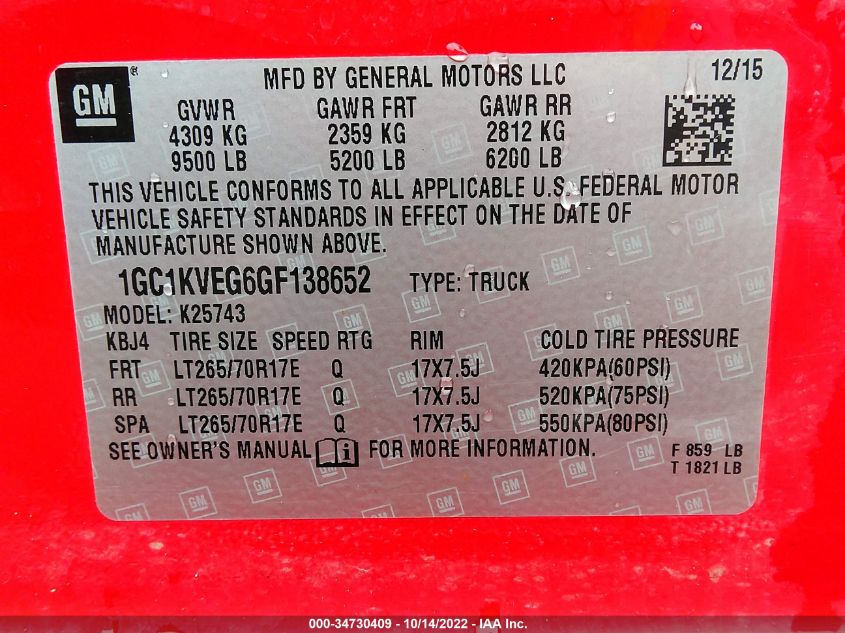 GM®
MFD BY GENERAL MOTORS LLC 12/15
GVWR GAWR FRT GAWR RR
4309 KG 2359 KG 2812 KG
9500 LB 5200 LB 6200 LB
THIS VEHICLE CONFORMS TO ALL APPLICABLE U.S. FEDERAL MOTOR
VEHICLE SAFETY STANDARDS IN EFFECT ON THE DATE OF
MANUFACTURE SHOWN ABOVE.
1GC1KVEG6GF138652 TYPE: TRUCK
MODEL: K25743
KBJ4 TIRE SIZE SPEED RTG RIM COLD TIRE PRESSURE
FRT LT265/70R17E Q 17X7.5J 420KPA(60PSI)
RR LT265/70R17E Q 17X7.5J 520KPA(75PSI)
SPA LT265/70R17E Q 17X7.5J 550KPA(80PSI)
SEE OWNER'S MANUAL i FOR MORE INFORMATION.
F 859 LB
T 1821 LB
000-34730409 - 10/14/2022 - IAA Inc.